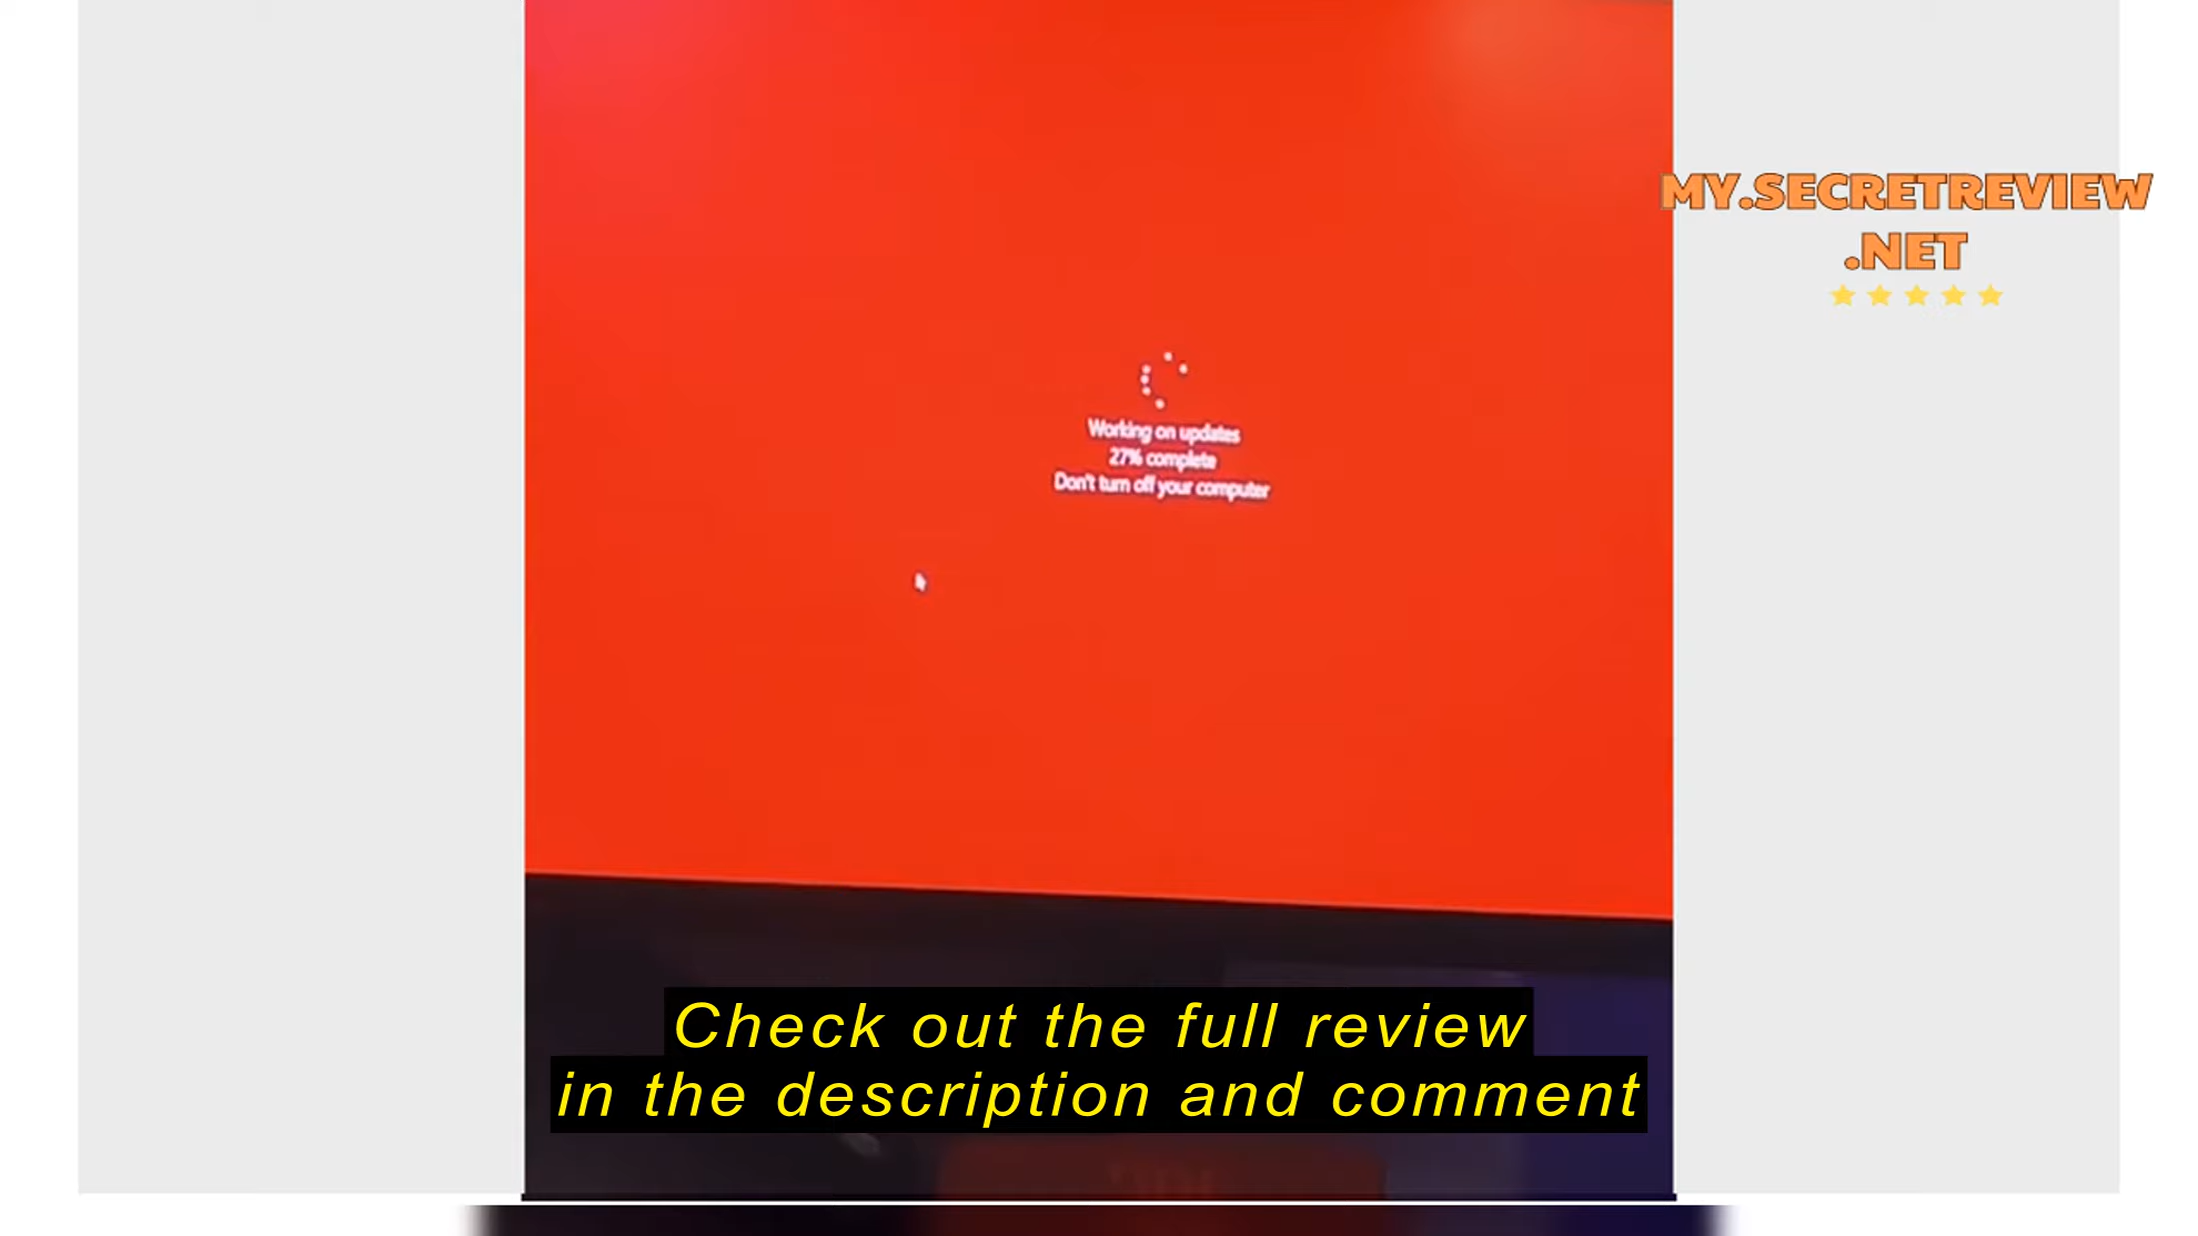 MY.SECRETREVIEW
.NET
Working on updates
27% complete
Don't turn off your computer
Check out the full review
in the description and comment